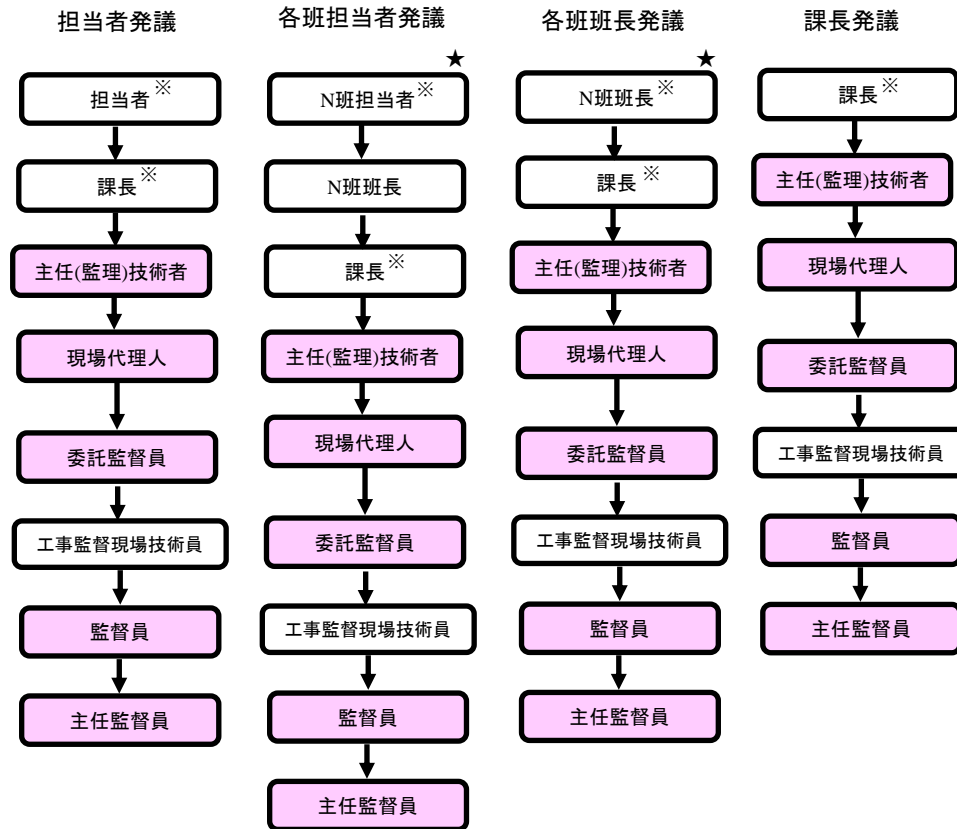 担当者発議
担当者※
課長※
主任(監理)技術者
現場代理人
委託監督員
工事監督現場技術員
監督員
主任監督員
各班担当者発議
★
N班担当者※
N班班長
課長※
主任(監理)技術者
現場代理人
委託監督員
工事監督現場技術員
監督員
主任監督員
各班班長発議
★
N班班長※
課長※
主任(監理)技術者
現場代理人
委託監督員
工事監督現場技術員
監督員
主任監督員
課長発議
課長※
主任(監理)技術者
現場代理人
委託監督員
工事監督現場技術員
監督員
主任監督員